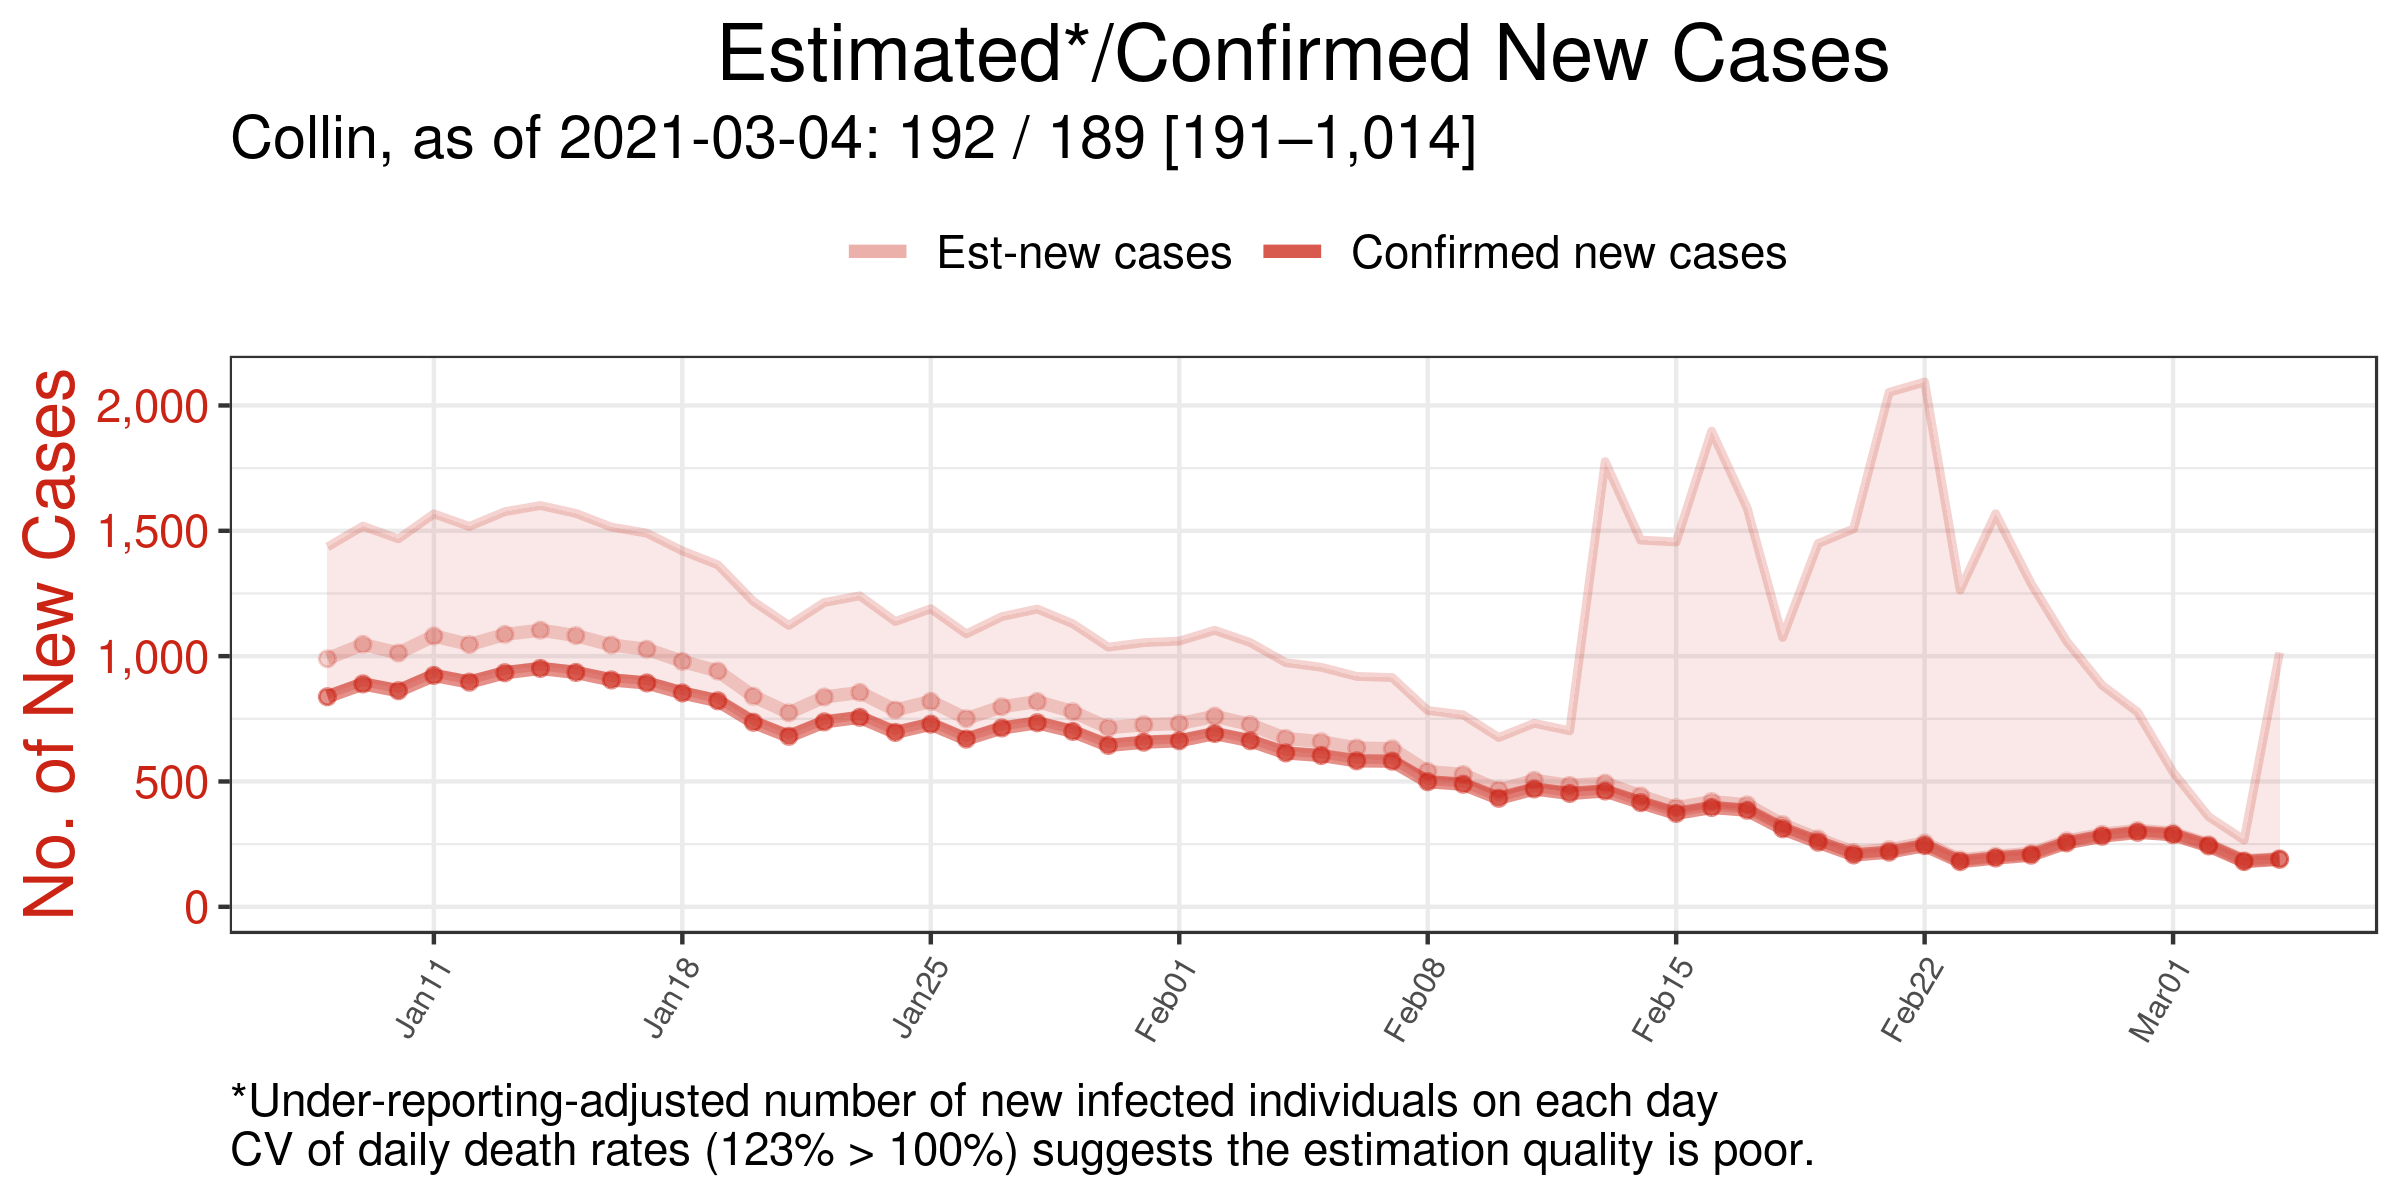 Estimated*/Confirmed New Cases
Collin, as of 2021-03-04: 192 / 189 [191–1,014]
Est-new cases
Confirmed new cases
No. of New Cases
2,000
1,500
1,000
500
0
Jan11
Jan18
Jan25
Feb01
Feb08
Feb15
Feb22
Mar01
*Under-reporting-adjusted number of new infected individuals on each day
CV of daily death rates (123% > 100%) suggests the estimation quality is poor.